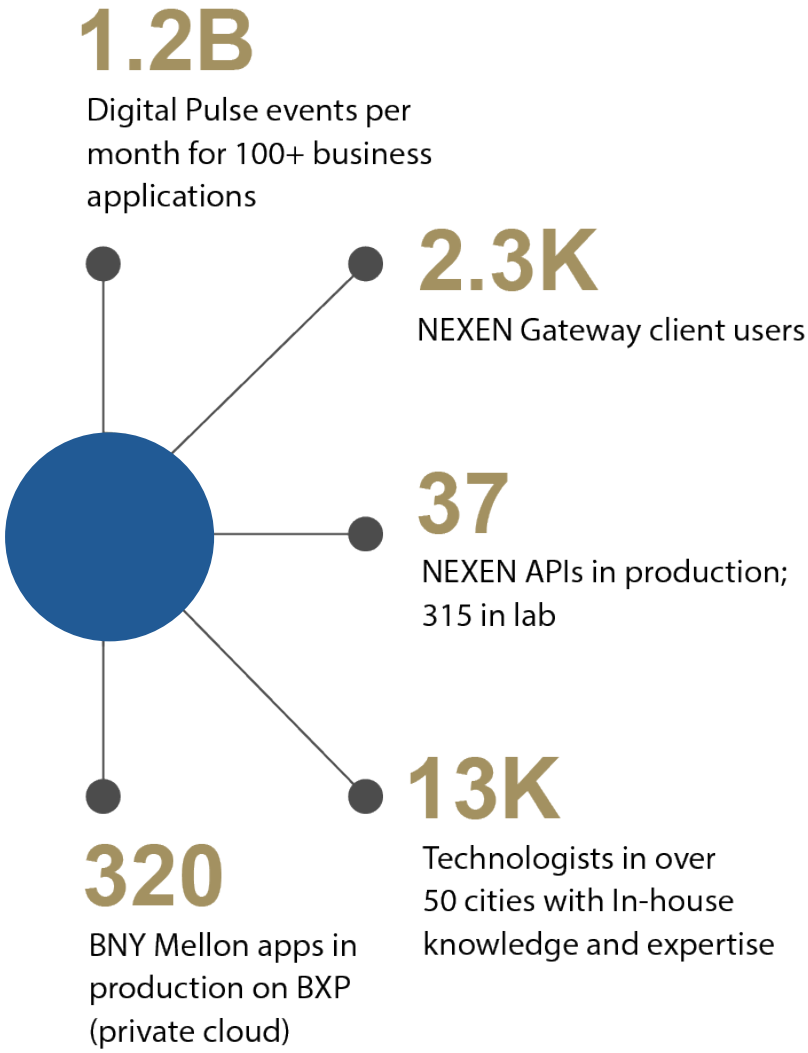 1.2B
Digital Pulse events per
month for 100+ business
applications
2.3K
NEXEN Gateway client users
37
NEXEN APIs in production;
315 in lab
13K
Technologists in over
50 cities with In-house
knowledge and expertise
320
BNY Mellon apps in
production on BXP
(private cloud)